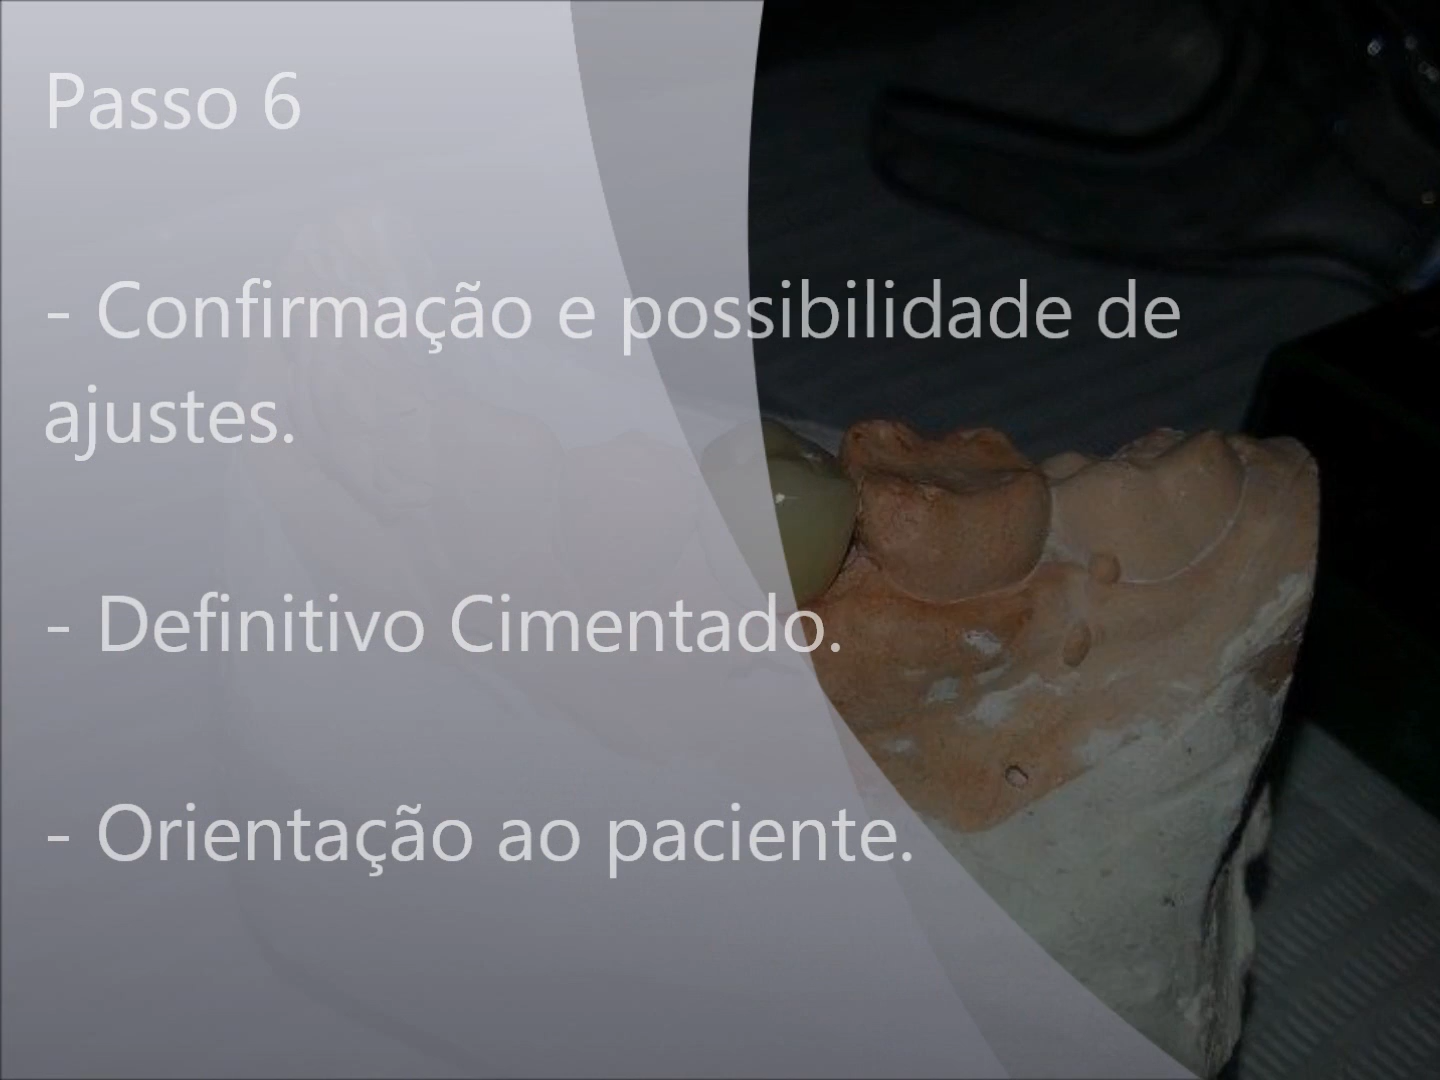 Passo 6
- Confirmação e possibilidade de
ajustes.
- Definitivo Cimentado.
- Orientação ao paciente.